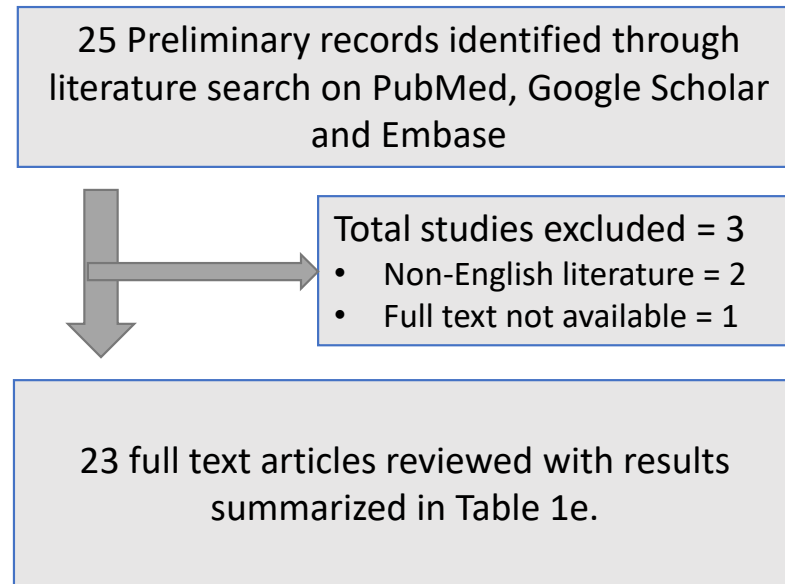 25 Preliminary records identified through
literature search on PubMed, Google Scholar
and Embase
Total studies excluded = 3
• Non-English literature = 2
• Full text not available = 1
23 full text articles reviewed with results
summarized in Table 1e.